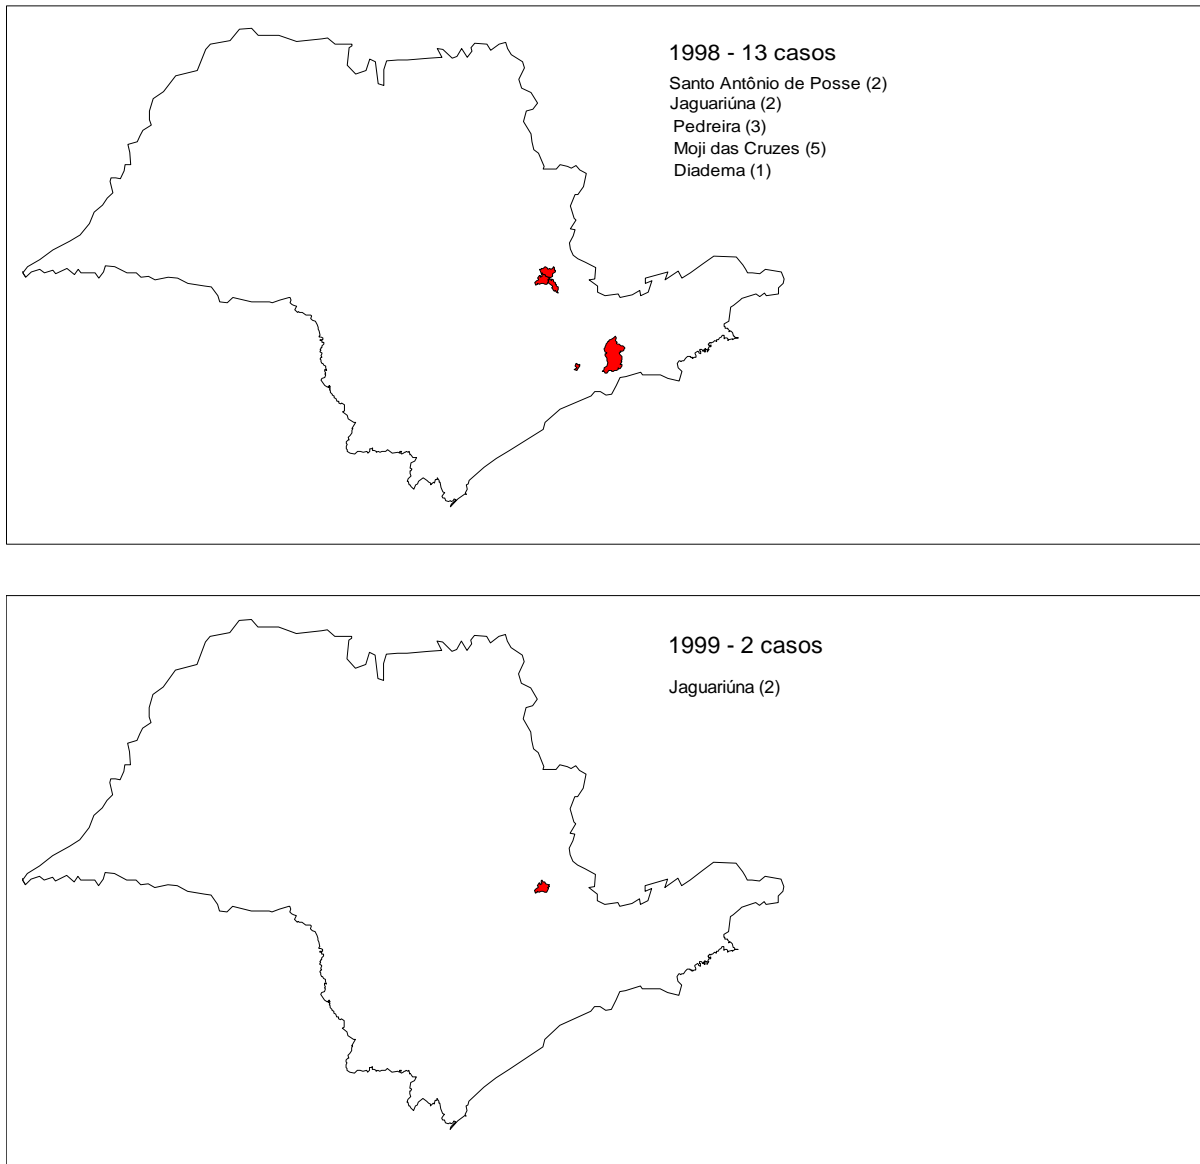 1998 - 13 casos
Santo Antônio de Posse (2)
Jaguariúna (2)
Pedreira (3)
Moji das Cruzes (5)
Diadema (1)
1999 - 2 casos
Jaguariúna (2)